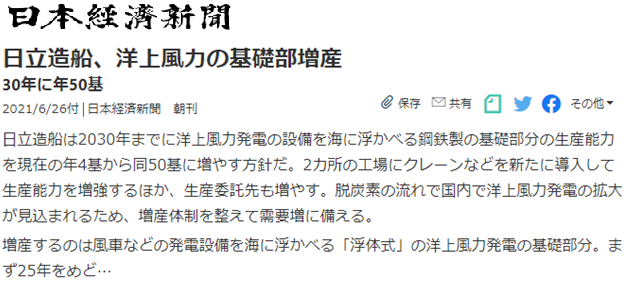 日本経済新聞
日立造船、洋上風力の基礎部増産
30年に年50基
2021/6/26付 | 日本経済新聞　朝刊
保存 共有 その他
日立造船は2030年までに洋上風力発電の設備を海に浮かべる鋼鉄製の基礎部分の生産能力
を現在の年4基から同50基に増やす方針だ。2カ所の工場にクレーンなどを新たに導入して
生産能力を増強するほか、生産委託先も増やす。脱炭素の流れで国内で洋上風力発電の拡大
が見込まれるため、増産体制を整えて需要増に備える。
増産するのは風車などの発電設備を海に浮かべる「浮体式」の洋上風力発電の基礎部分。ま
ず25年をめど…